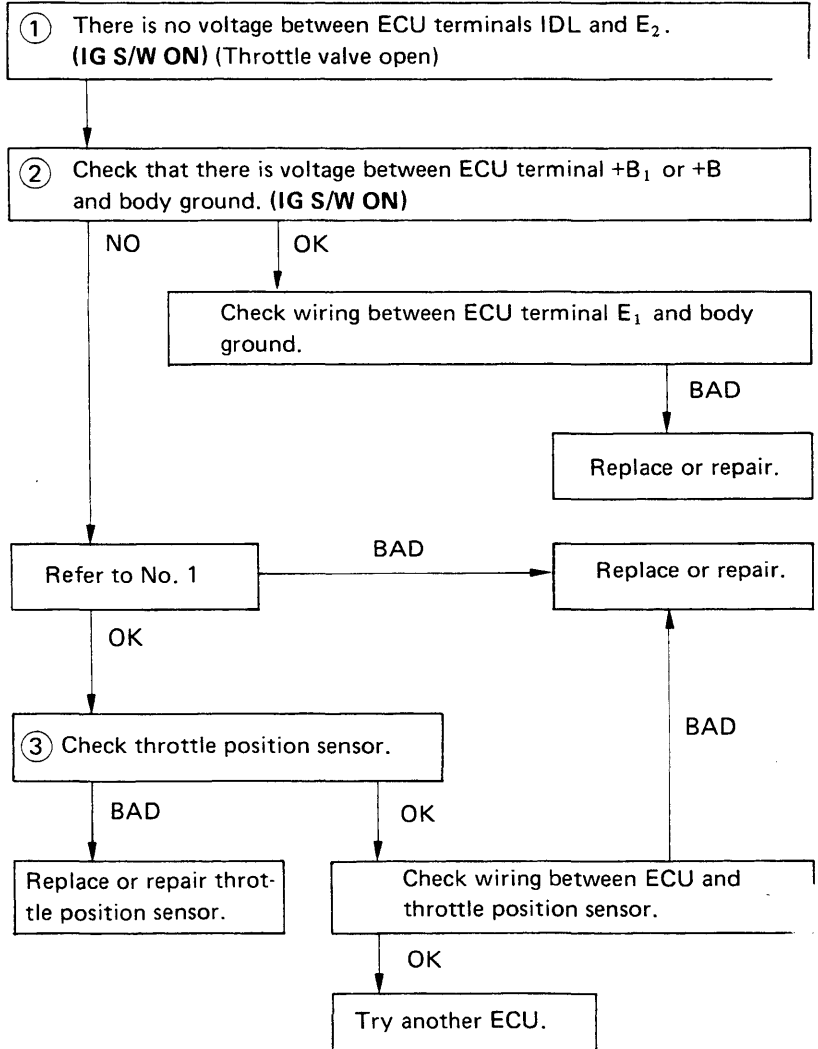 ① There is no voltage between ECU terminals IDL and E₂.
(IG S/W ON) (Throttle valve open)
② Check that there is voltage between ECU terminal +B₁ or +B
and body ground. (IG S/W ON)
NO
OK
Check wiring between ECU terminal E₁ and body
ground.
BAD
Replace or repair.
Refer to No. 1
BAD
Replace or repair.
OK
③ Check throttle position sensor.
BAD
BAD
OK
Replace or repair throt-
tle position sensor.
Check wiring between ECU and
throttle position sensor.
OK
Try another ECU.